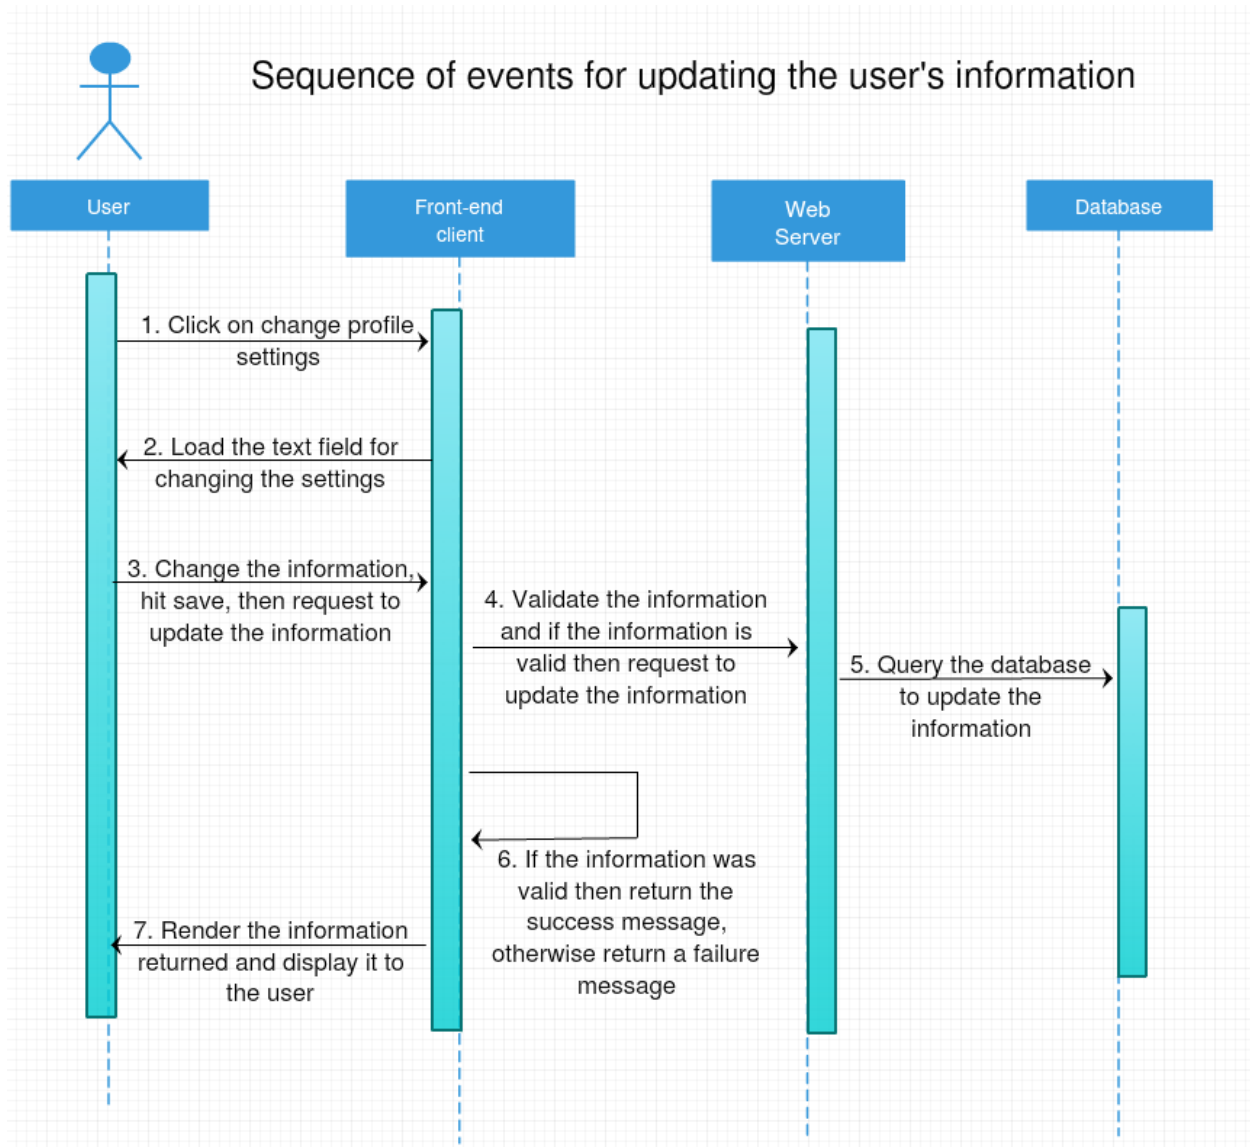 Sequence of events for updating the user's information
User
Front-end
client
Web
Server
Database
1. Click on change profile
settings
2. Load the text field for
changing the settings
3. Change the information,
hit save, then request to
update the information
4. Validate the information
and if the information is
valid then request to
update the information
5. Query the database
to update the
information
6. If the information was
valid then return the
success message,
otherwise return a failure
message
7. Render the information
returned and display it to
the user